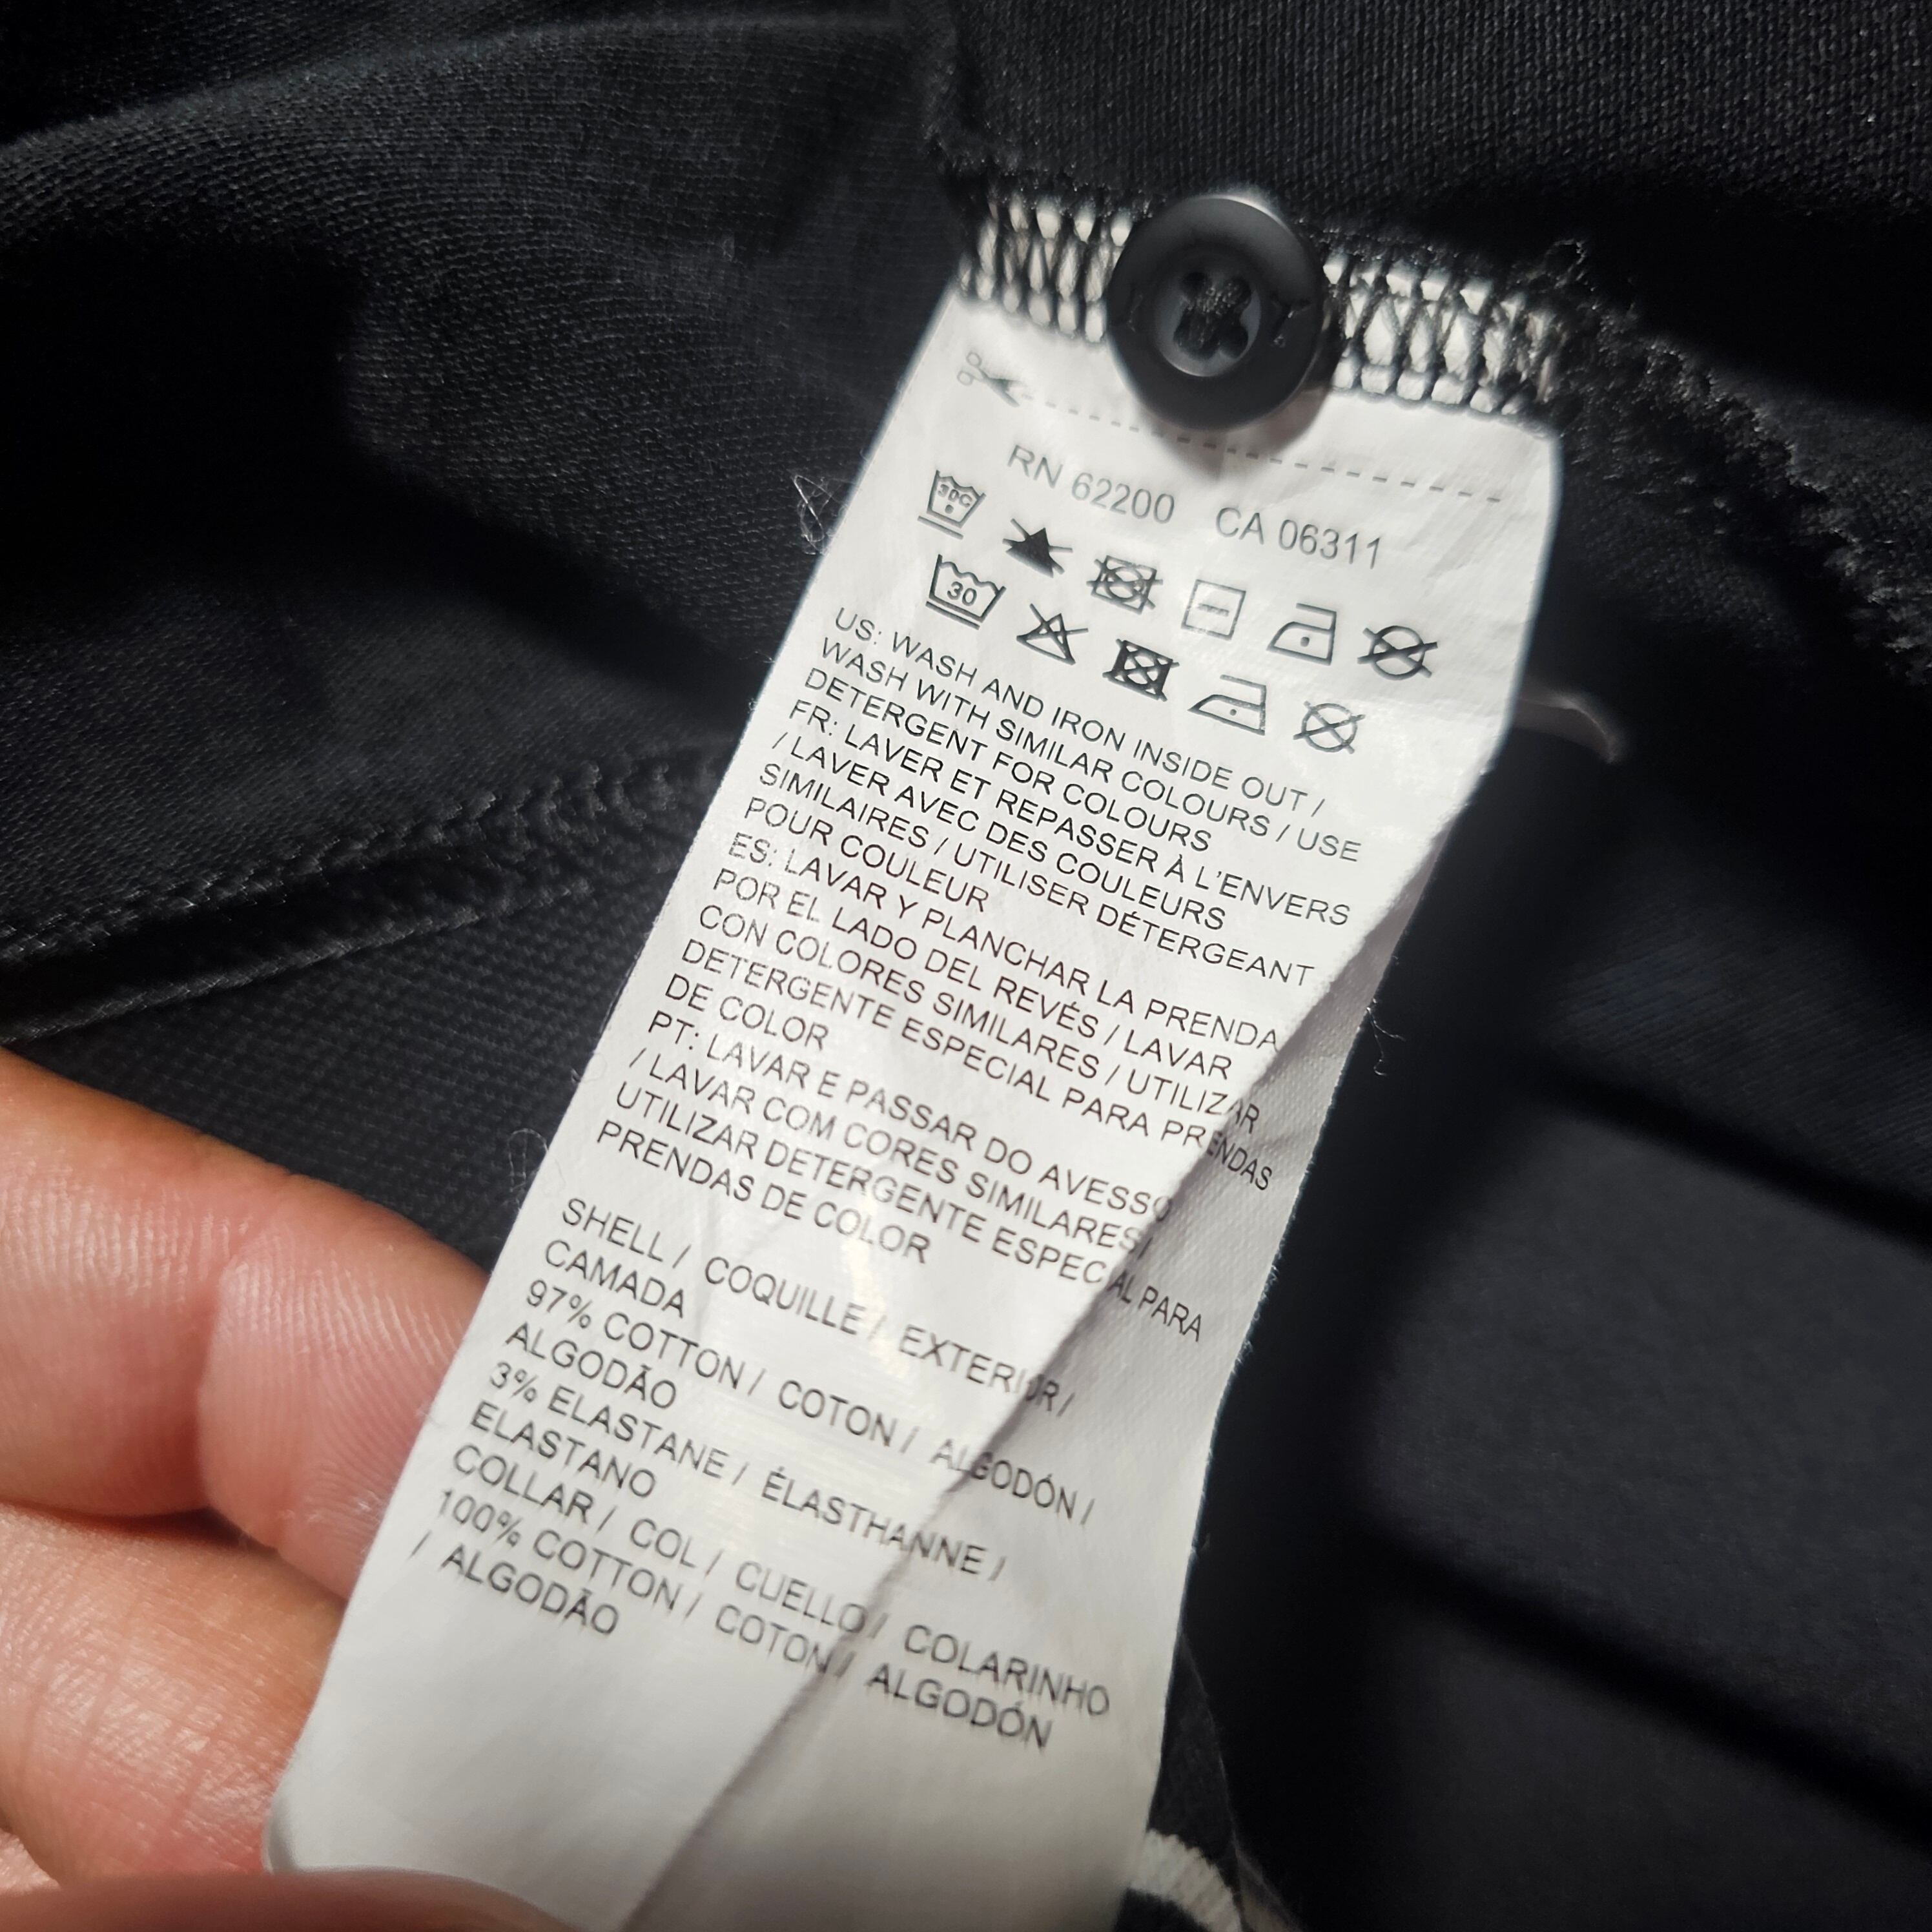 RN 62200 CA 06311
30C
30
US: WASH AND IRON INSIDE OUT /
WASH WITH SIMILAR COLOURS / USE
DETERGENT FOR COLOURS
FR: LAVER ET REPASSER À L'ENVERS
/ LAVER AVEC DES COULEURS
SIMILAIRES / UTILISER DÉTERGEANT
POUR COULEUR
ES: LAVAR Y PLANCHAR LA PRENDA
POR EL LADO DEL REVÉS / LAVAR
CON COLORES SIMILARES / UTILIZAR
DETERGENTE ESPECIAL PARA PRENDAS
DE COLOR
PT: LAVAR E PASSAR DO AVESSO
/ LAVAR COM CORES SIMILARES/
UTILIZAR DETERGENTE ESPECIAL PARA
PRENDAS DE COLOR
SHELL / COQUILLE / EXTERIOR /
CAMADA
97% COTTON / COTON / ALGODÓN /
ALGODÃO
3% ELASTANE / ÉLASTHANNE /
ELASTANO
COLLAR / COL / CUELLO / COLARINHO
100% COTTON / COTON / ALGODÓN
/ ALGODÃO